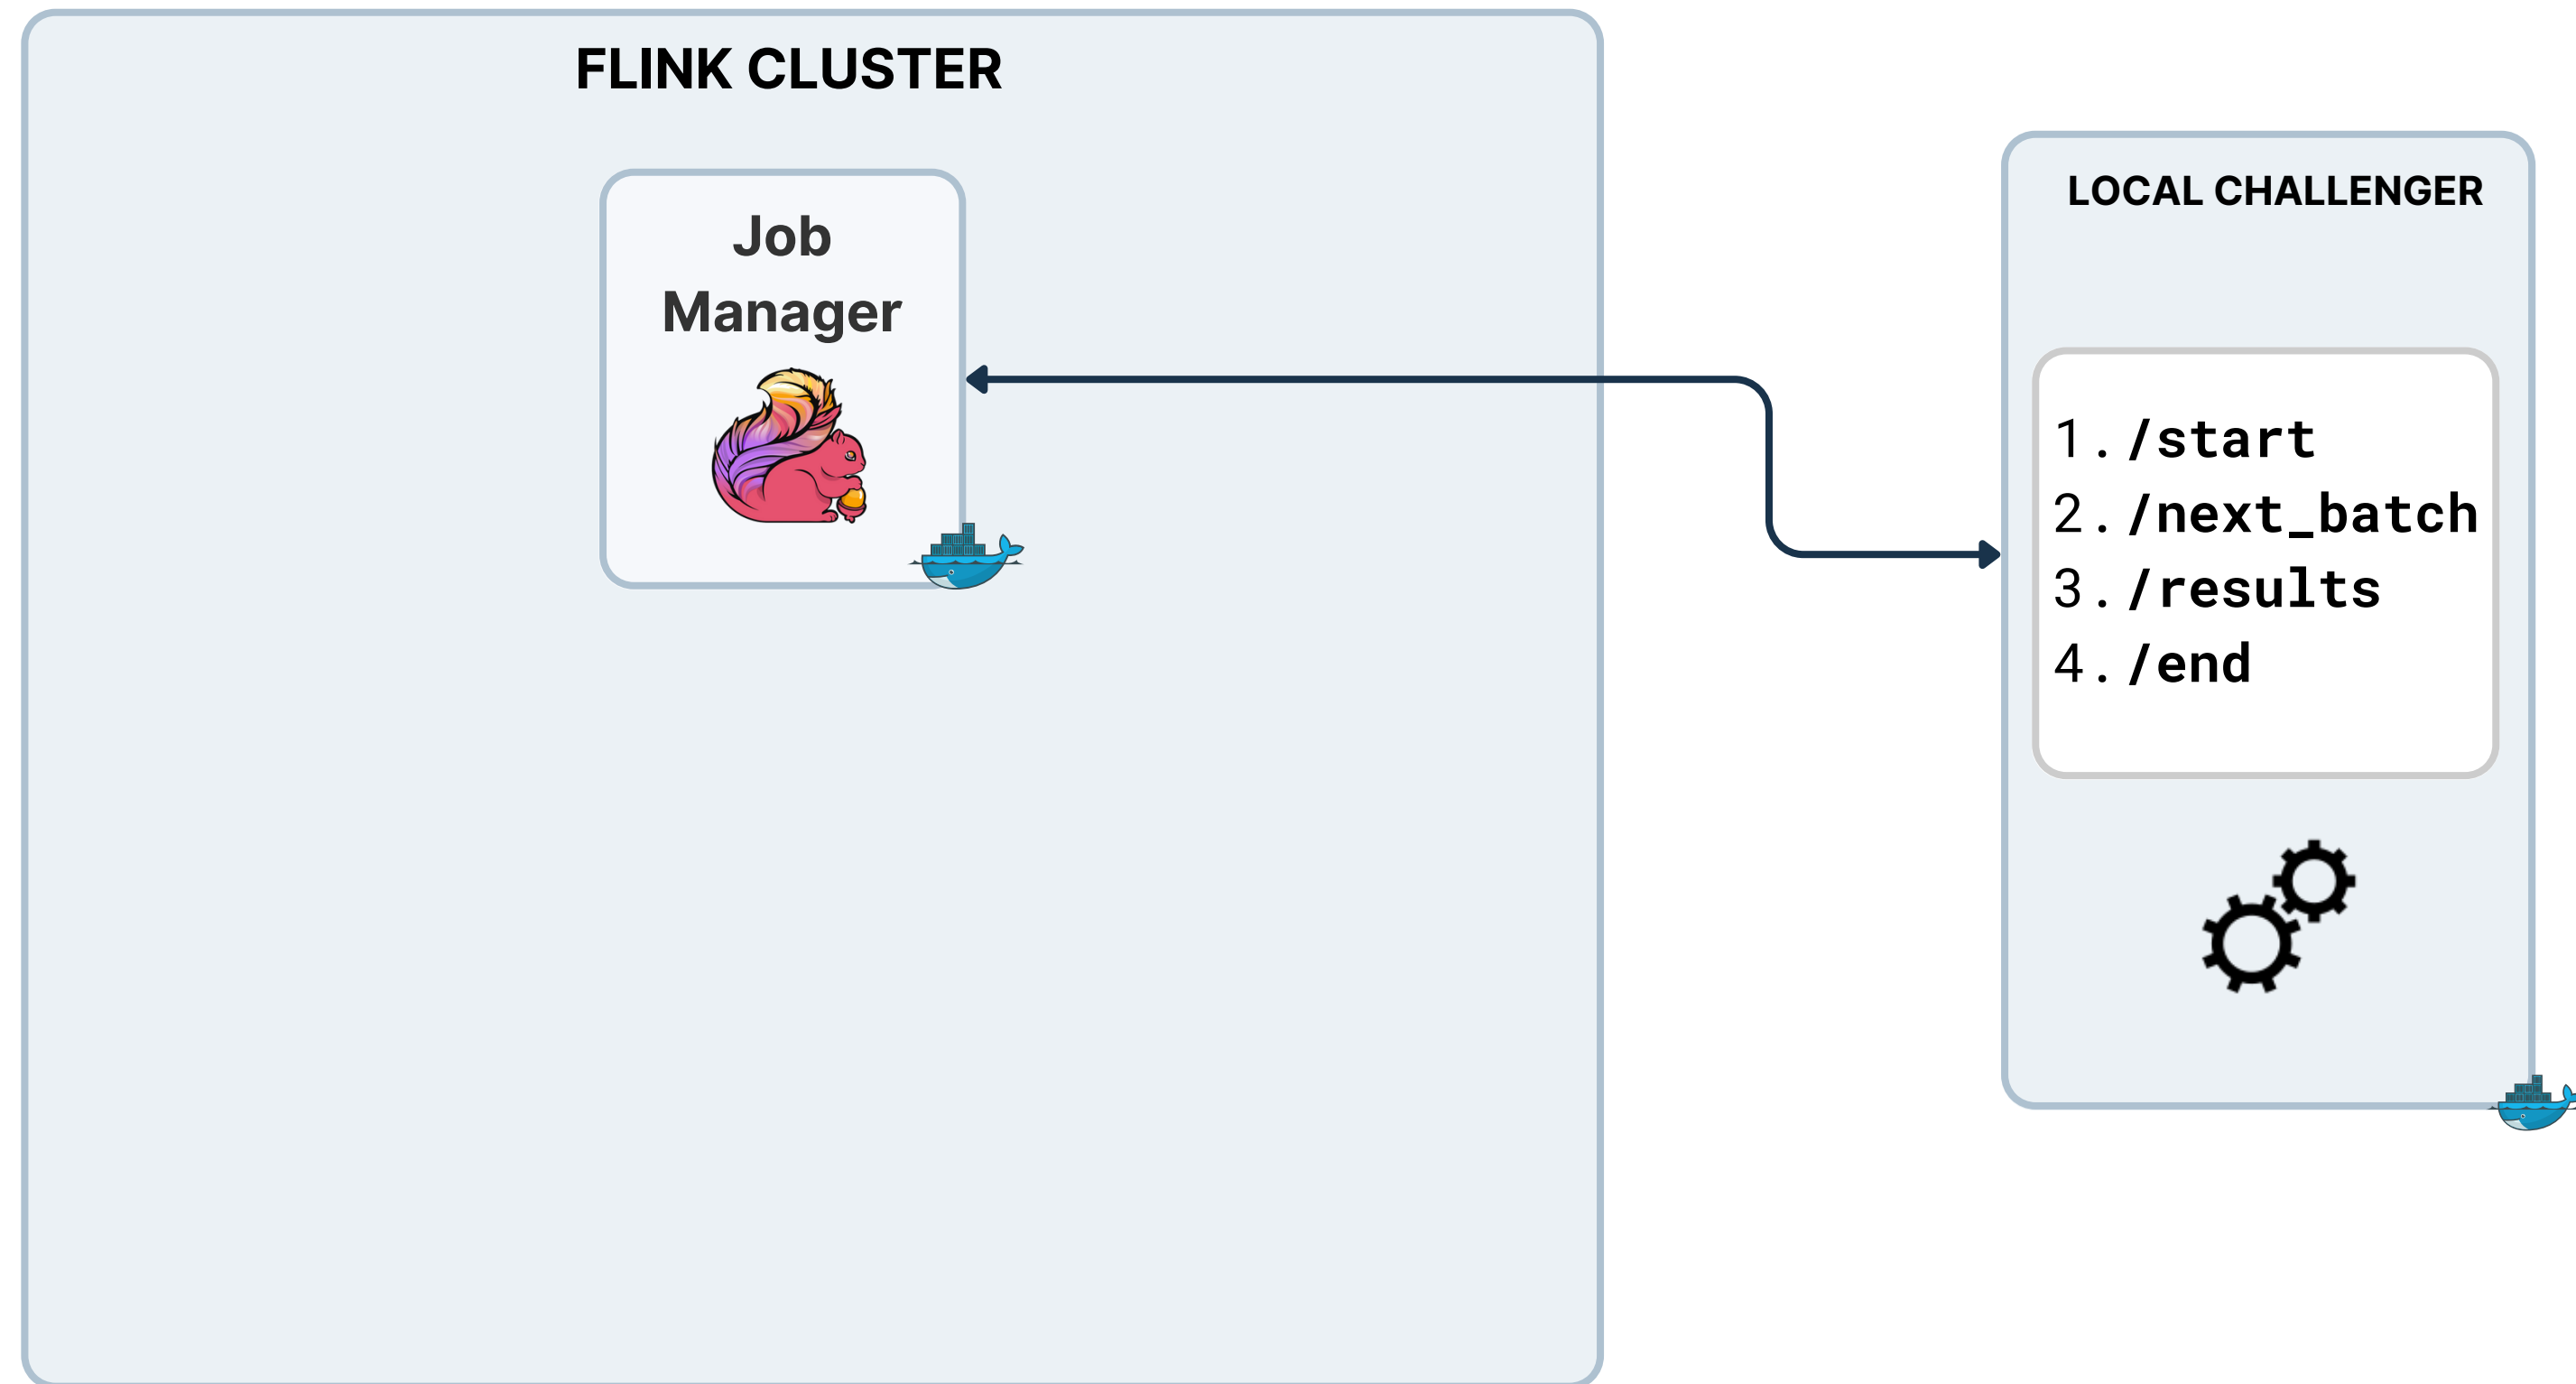 FLINK CLUSTER
Job
Manager
LOCAL CHALLENGER
1. /start
2. /next_batch
3. /results
4. /end